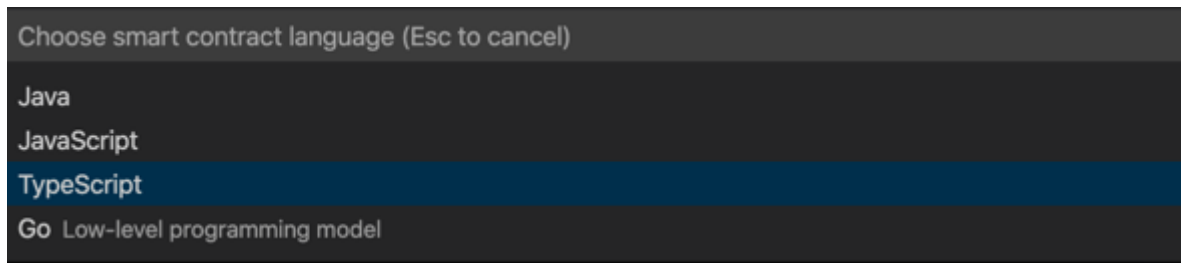 Choose smart contract language (Esc to cancel)
Java
JavaScript
TypeScript
Go Low-level programming model